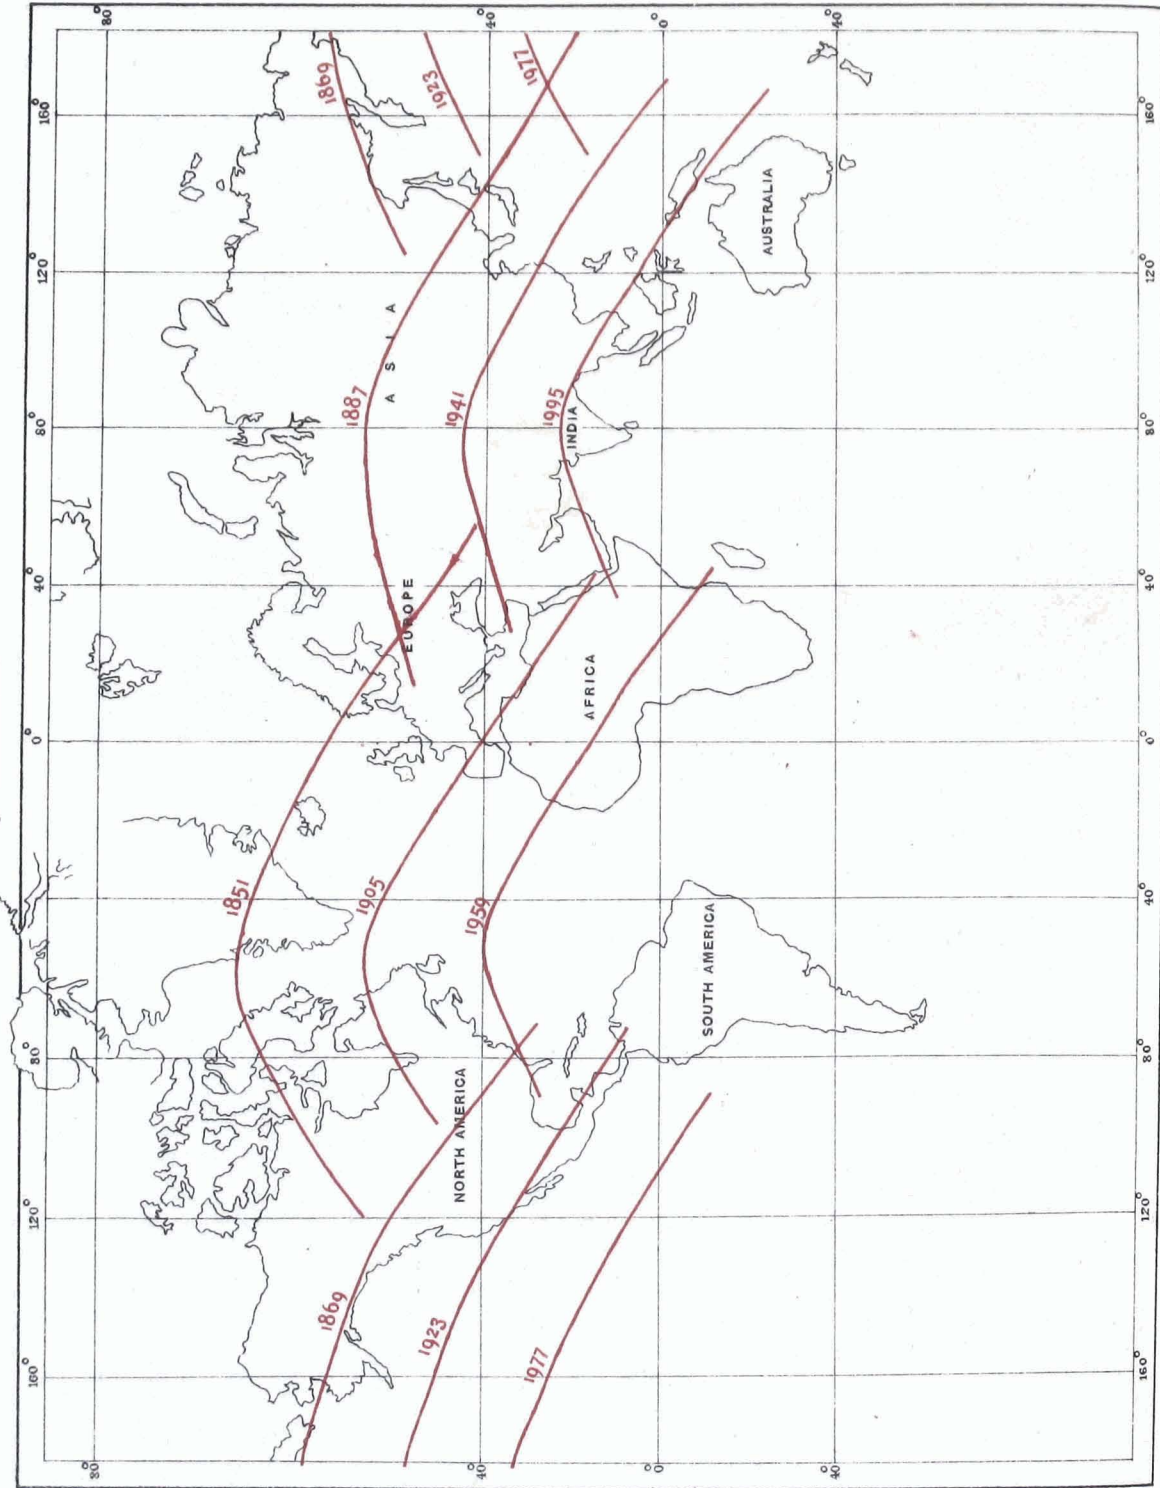 160° 120° 80° 40° 0° 40° 80° 120° 160°
80° 80°
1851
1869
1869
1887
1905
ASIA
EUROPE
1923
1923
1941
NORTH AMERICA
40° 40°
1959
1977
1977
1995
INDIA
AFRICA
0° 0°
SOUTH AMERICA
AUSTRALIA
40° 40°
160° 120° 80° 40° 0° 40° 80° 120° 160°